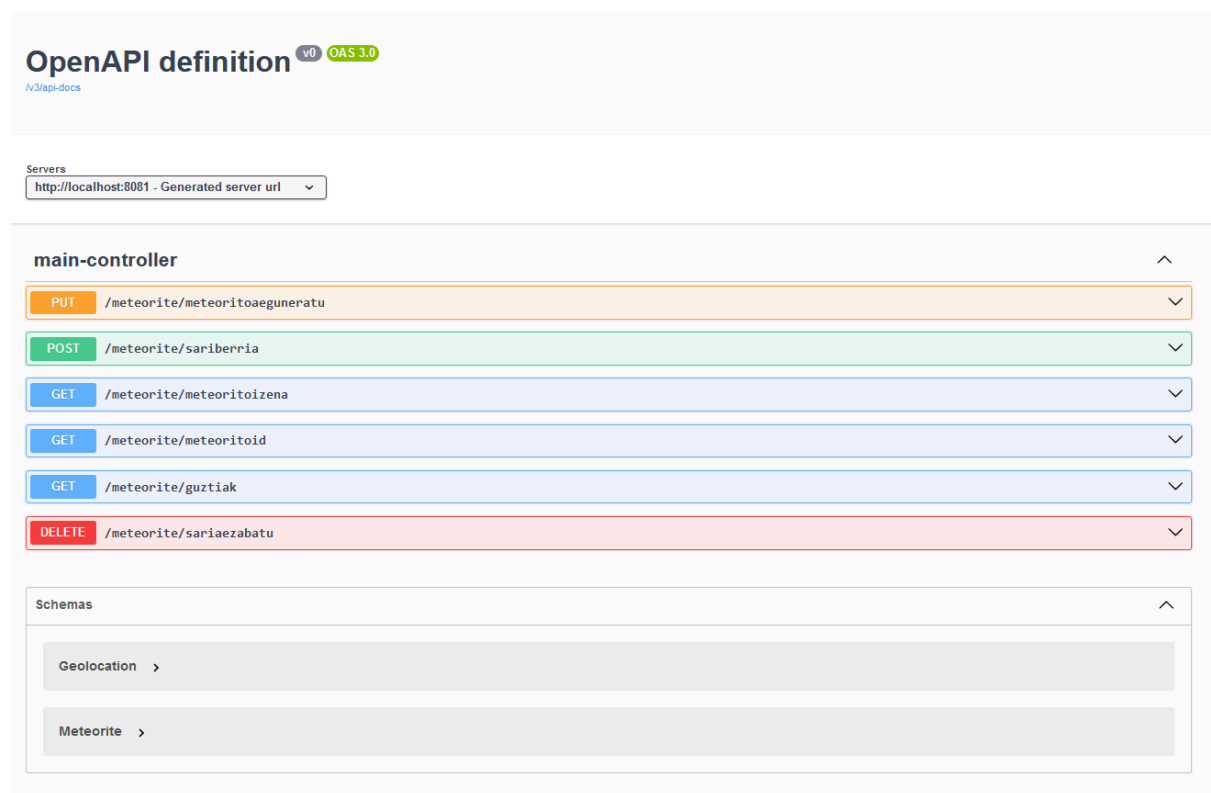 OpenAPI definition v0 OAS 3.0
/v3/api-docs
Servers
http://localhost:8081 - Generated server url
main-controller
PUT /meteorite/meteoritoaeguneratu
POST /meteorite/sariberria
GET /meteorite/meteoritoizena
GET /meteorite/meteoritoid
GET /meteorite/guztiak
DELETE /meteorite/sariaezabatu
Schemas
Geolocation
Meteorite